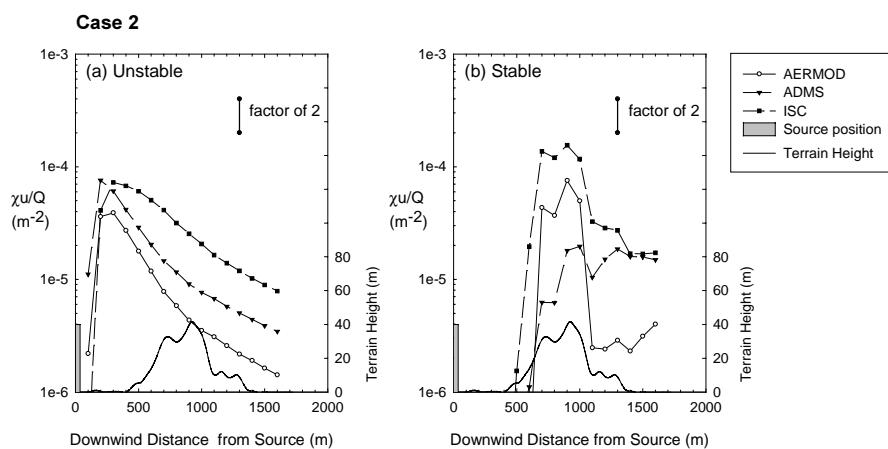 Case 2
1e-3
1e-4
1e-5
1e-6
χu/Q
(m-2)
(a) Unstable
factor of 2
80
60
40
20
0
Terrain Height (m)
0
500
1000
1500
2000
Downwind Distance from Source (m)
1e-3
1e-4
1e-5
1e-6
χu/Q
(m-2)
(b) Stable
factor of 2
80
60
40
20
0
Terrain Height (m)
0
500
1000
1500
2000
Downwind Distance from Source (m)
AERMOD
ADMS
ISC
Source position
Terrain Height